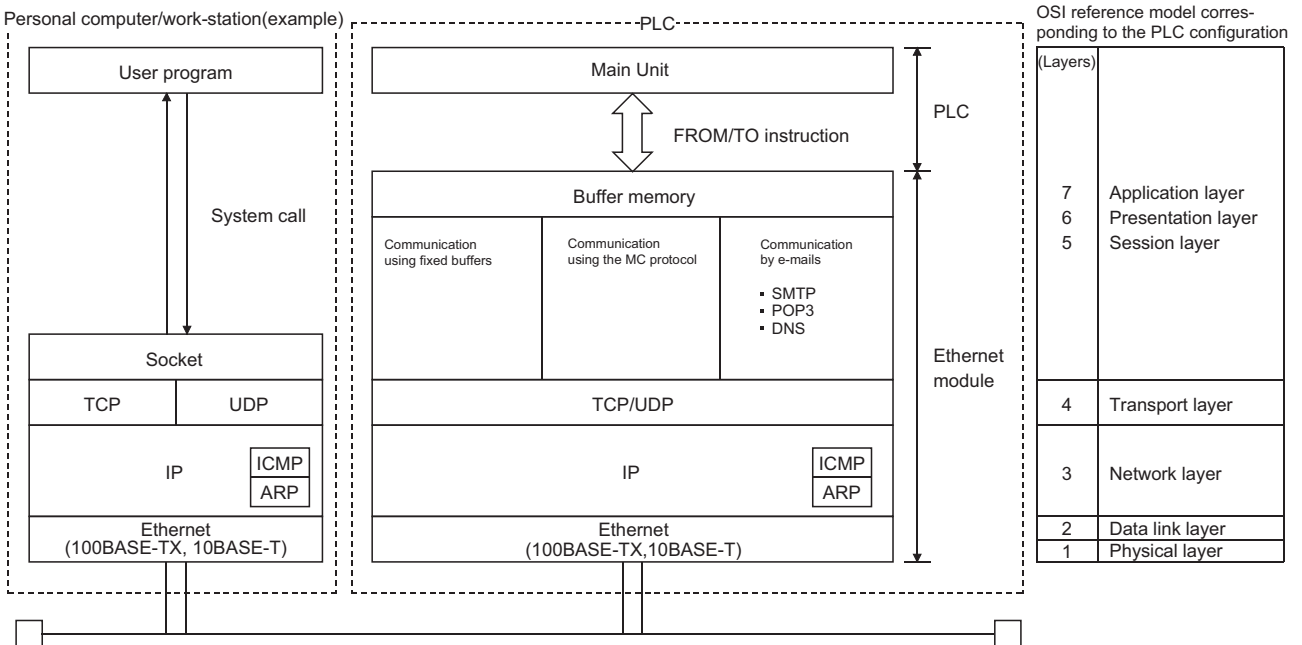 Personal computer/work-station(example)
User program
System call
Socket
TCP
UDP
IP
ICMP
ARP
Ethernet
(100BASE-TX, 10BASE-T)
PLC
Main Unit
FROM/TO instruction
PLC
Buffer memory
Communication
using fixed buffers
Communication
using the MC protocol
Communication
by e-mails
▪ SMTP
▪ POP3
▪ DNS
Ethernet
module
TCP/UDP
IP
ICMP
ARP
Ethernet
(100BASE-TX,10BASE-T)
OSI reference model corres-
ponding to the PLC configuration
(Layers)
7 Application layer
6 Presentation layer
5 Session layer
4 Transport layer
3 Network layer
2 Data link layer
1 Physical layer